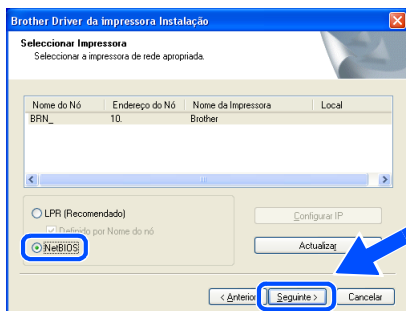 Brother Driver da impressora Instalação
Seleccionar Impressora
Seleccionar a impressora de rede apropriada.
Nome do Nó Endereço do Nó Nome da Impressora Local
BRN_ 10. Brother
LPR (Recomendado)
Definido por Nome do nó
NetBIOS
Configurar IP
Actualizar
< Anterior Seguinte > Cancelar